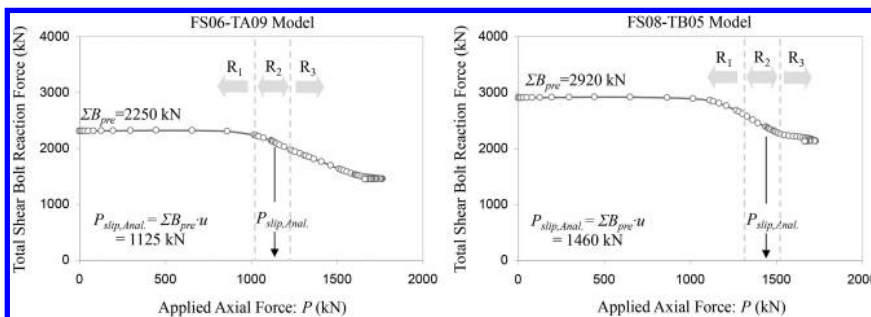 FS06-TA09 Model
Total Shear Bolt Reaction Force (kN)
4000
3000
2000
1000
0
R1 R2 R3
ΣBpre=2250 kN
Pslip,Anal.= ΣBpre·u
= 1125 kN
Pslip,Anal.
0 500 1000 1500 2000
Applied Axial Force: P (kN)
FS08-TB05 Model
Total Shear Bolt Reaction Force (kN)
4000
3000
2000
1000
0
R1 R2 R3
ΣBpre=2920 kN
Pslip,Anal.= ΣBpre·u
= 1460 kN
Pslip,Anal.
0 500 1000 1500 2000
Applied Axial Force: P (kN)